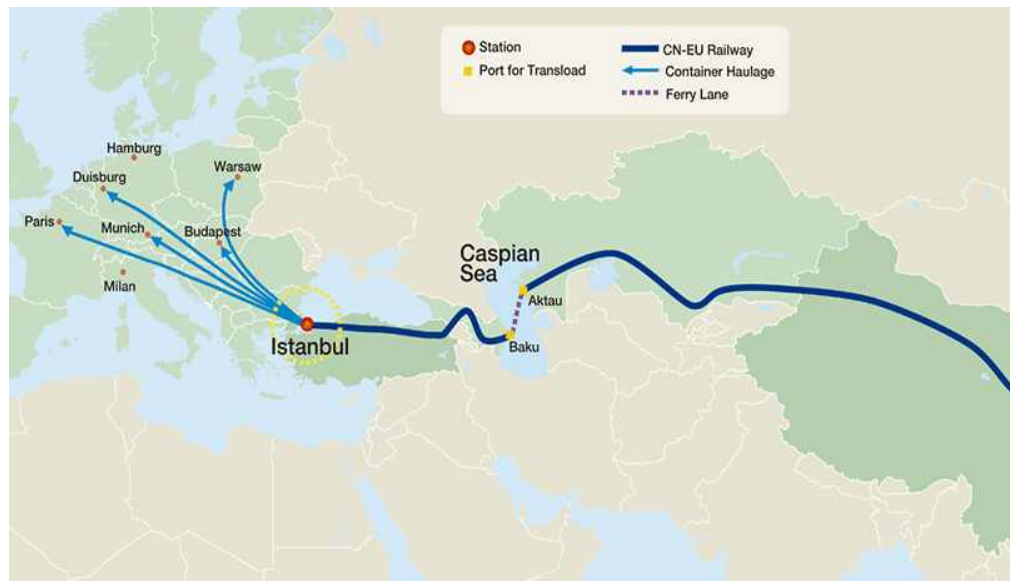 Station
Port for Transload
CN-EU Railway
Container Haulage
Ferry Lane
Hamburg
Duisburg
Warsaw
Paris
Munich
Budapest
Milan
Istanbul
Caspian
Sea
Aktau
Baku